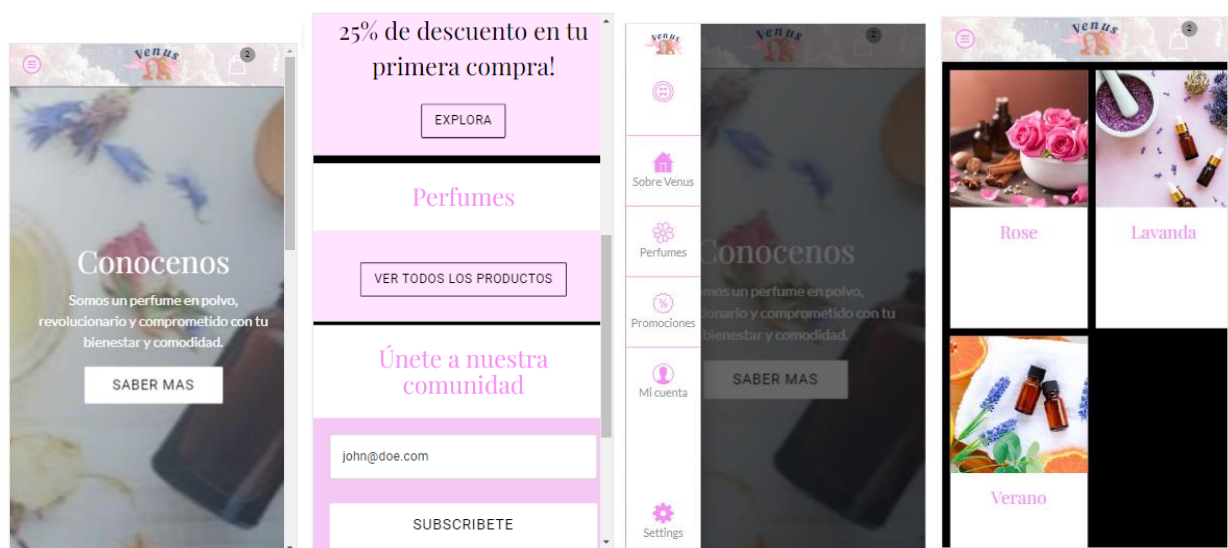 Venus
2
Conocenos
Somos un perfume en polvo,
revolucionario y comprometido con tu
bienestar y comodidad.
SABER MAS
25% de descuento en tu
primera compra!
EXPLORA
Perfumes
VER TODOS LOS PRODUCTOS
Únete a nuestra
comunidad
john@doe.com
SUBSCRIBETE
Venus
Sobre Venus
Perfumes
Promociones
Mi cuenta
Settings
Venus
2
Conocenos
mos un perfume en polvo,
cionario y comprometido con tu
bienestar y comodidad.
SABER MAS
Venus
2
Rose
Lavanda
Verano